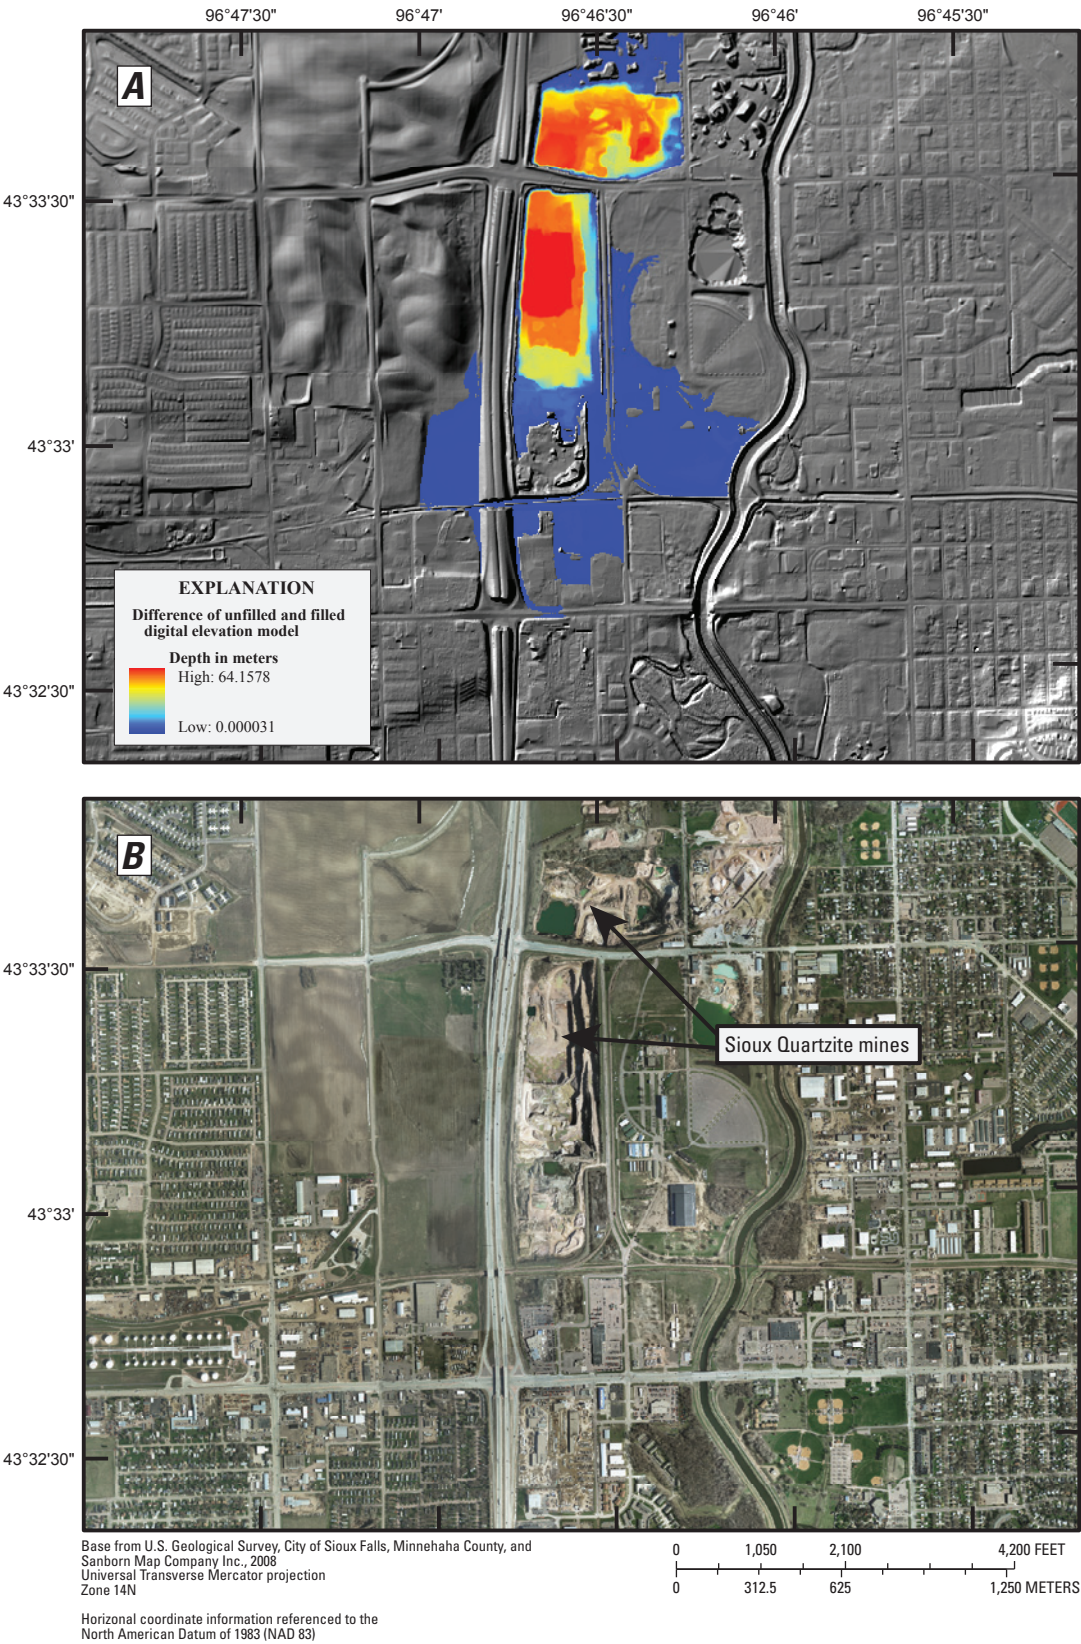 96°47'30" 96°47' 96°46'30" 96°46' 96°45'30"
A
43°33'30"
43°33'
43°32'30"
EXPLANATION
Difference of unfilled and filled
digital elevation model
Depth in meters
High: 64.1578
Low: 0.000031
B
43°33'30"
Sioux Quartzite mines
43°33'
43°32'30"
Base from U.S. Geological Survey, City of Sioux Falls, Minnehaha County, and
Sanborn Map Company Inc., 2008
Universal Transverse Mercator projection
Zone 14N
Horizonal coordinate information referenced to the
North American Datum of 1983 (NAD 83)
0 1,050 2,100 4,200 FEET
0 312.5 625 1,250 METERS